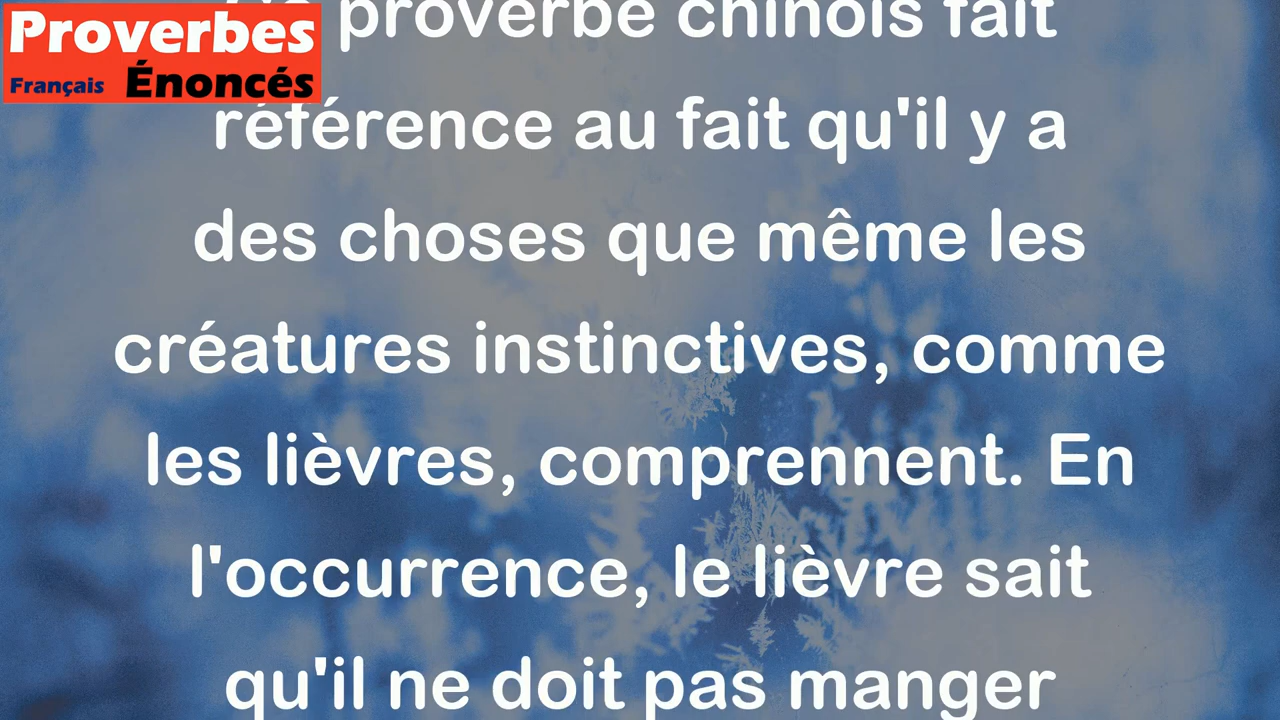 Proverbes
Français Énoncés
proverbe chinois fait
référence au fait qu'il y a
des choses que même les
créatures instinctives, comme
les lièvres, comprennent. En
l'occurrence, le lièvre sait
qu'il ne doit pas manger